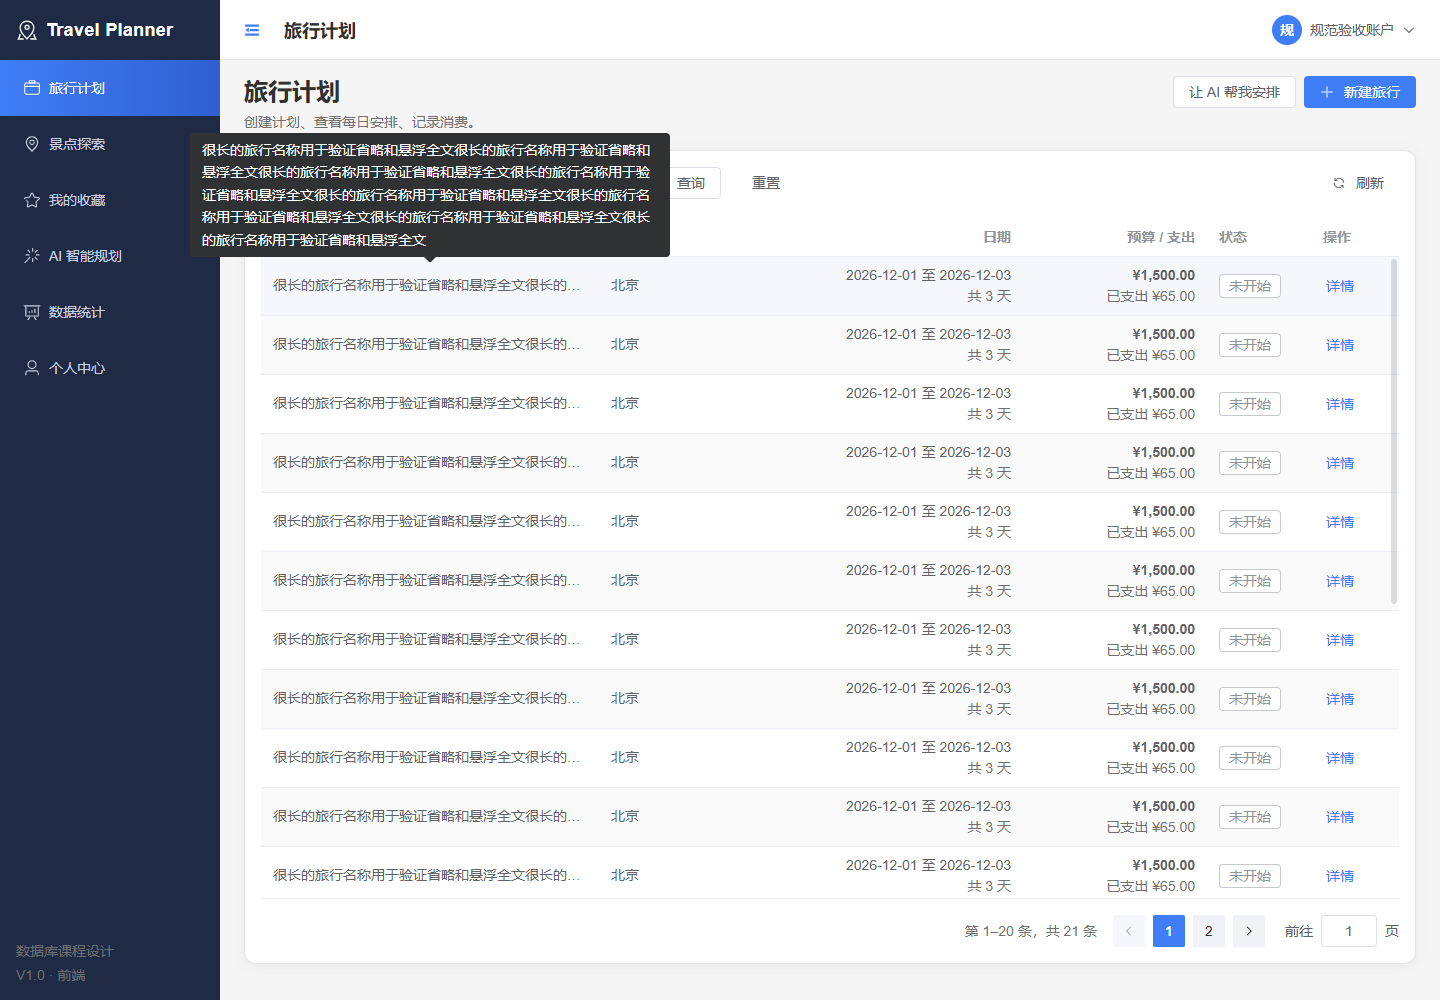 Travel Planner
旅行计划
规
规范验收账户
旅行计划
景点探索
我的收藏
AI 智能规划
数据统计
个人中心
数据库课程设计
V1.0 · 前端
旅行计划
创建计划、查看每日安排、记录消费。
让 AI 帮我安排
新建旅行
很长的旅行名称用于验证省略和悬浮全文很长的旅行名称用于验证省略和
悬浮全文很长的旅行名称用于验证省略和悬浮全文很长的旅行名称用于验
证省略和悬浮全文很长的旅行名称用于验证省略和悬浮全文很长的旅行名
称用于验证省略和悬浮全文很长的旅行名称用于验证省略和悬浮全文很长
的旅行名称用于验证省略和悬浮全文
查询
重置
刷新
日期 预算 / 支出 状态 操作
很长的旅行名称用于验证省略和悬浮全文很长的... 北京 2026-12-01 至 2026-12-03 ¥1,500.00 未开始 详情
共 3 天 已支出 ¥65.00
很长的旅行名称用于验证省略和悬浮全文很长的... 北京 2026-12-01 至 2026-12-03 ¥1,500.00 未开始 详情
共 3 天 已支出 ¥65.00
很长的旅行名称用于验证省略和悬浮全文很长的... 北京 2026-12-01 至 2026-12-03 ¥1,500.00 未开始 详情
共 3 天 已支出 ¥65.00
很长的旅行名称用于验证省略和悬浮全文很长的... 北京 2026-12-01 至 2026-12-03 ¥1,500.00 未开始 详情
共 3 天 已支出 ¥65.00
很长的旅行名称用于验证省略和悬浮全文很长的... 北京 2026-12-01 至 2026-12-03 ¥1,500.00 未开始 详情
共 3 天 已支出 ¥65.00
很长的旅行名称用于验证省略和悬浮全文很长的... 北京 2026-12-01 至 2026-12-03 ¥1,500.00 未开始 详情
共 3 天 已支出 ¥65.00
很长的旅行名称用于验证省略和悬浮全文很长的... 北京 2026-12-01 至 2026-12-03 ¥1,500.00 未开始 详情
共 3 天 已支出 ¥65.00
很长的旅行名称用于验证省略和悬浮全文很长的... 北京 2026-12-01 至 2026-12-03 ¥1,500.00 未开始 详情
共 3 天 已支出 ¥65.00
很长的旅行名称用于验证省略和悬浮全文很长的... 北京 2026-12-01 至 2026-12-03 ¥1,500.00 未开始 详情
共 3 天 已支出 ¥65.00
很长的旅行名称用于验证省略和悬浮全文很长的... 北京 2026-12-01 至 2026-12-03 ¥1,500.00 未开始 详情
共 3 天 已支出 ¥65.00
很长的旅行名称用于验证省略和悬浮全文很长的... 北京 2026-12-01 至 2026-12-03 ¥1,500.00 未开始 详情
共 3 天 已支出 ¥65.00
第 1–20 条，共 21 条 1 2 前往 1 页